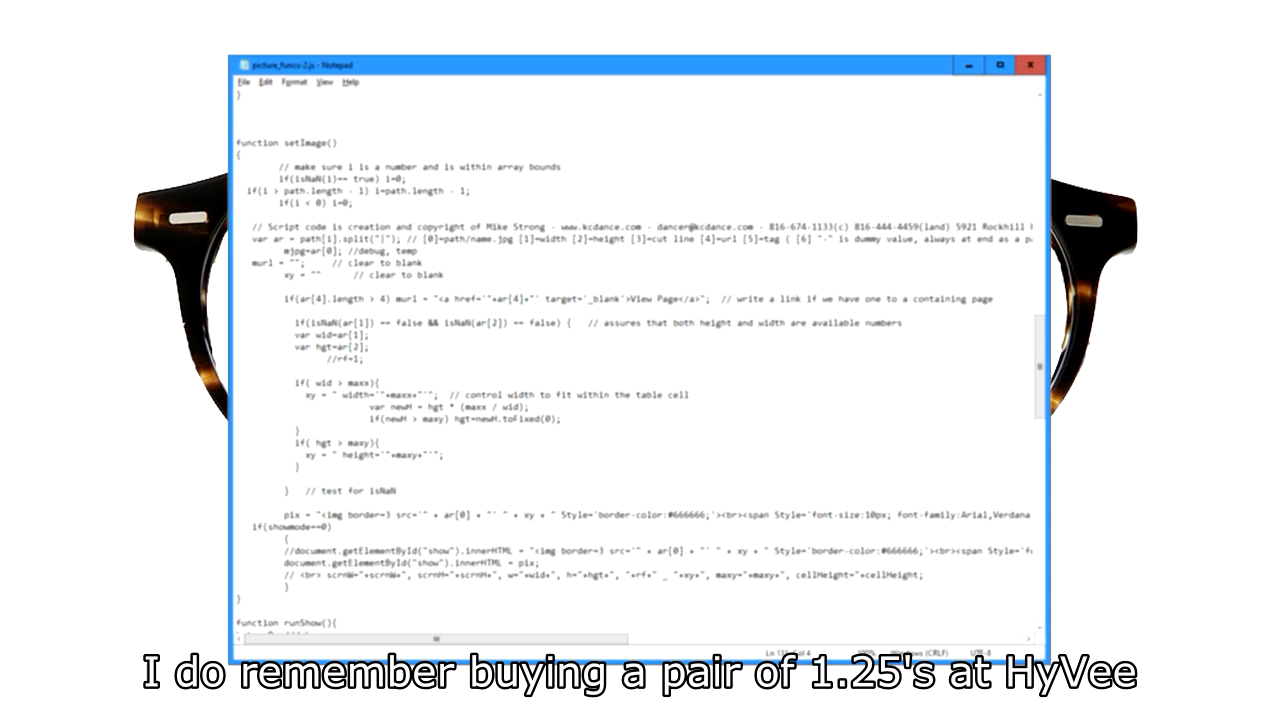 picture_funcs-2.js - Notepad
File Edit Format View Help
}
function setImage()
{
// make sure i is a number and is within array bounds
if(isNaN(i)== true) i=0;
if(i > path.length - 1) i=path.length - 1;
if(i < 0) i=0;
// Script code is creation and copyright of Mike Strong - www.kcdance.com - dancer@kcdance.com - 816-674-1133(c) 816-444-4459(land) 5921 Rockhill
var ar = path[i].split("|"); // [0]=path/name.jpg [1]=width [2]=height [3]=cut line [4]=url [5]=tag ( [6] "-" is dummy value, always at end as a
mjpg=ar[0]; //debug, temp
murl = ""; // clear to blank
xy = "" // clear to blank
if(ar[4].length > 4) murl = "<a href='"+ar[4]+"' target='_blank'>View Page</a>"; // write a link if we have one to a containing page
if(isNaN(ar[1]) == false && isNaN(ar[2]) == false) { // assures that both height and width are available numbers
var wid=ar[1];
var hgt=ar[2];
//rf=1;
if( wid > maxx){
xy = " width='"+maxx+"'"; // control width to fit within the table cell
var newH = hgt * (maxx / wid);
if(newH > maxy) hgt=newH.toFixed(0);
}
if( hgt > maxy){
xy = " height='"+maxy+"'";
}
} // test for isNaN
pix = "<img border=3 src='" + ar[0] + "' " + xy + " Style='border-color:#666666;'><br><span Style='font-size:10px; font-family:Arial,Verdana
if(showmode==0)
{
//document.getElementById("show").innerHTML = "<img border=3 src='" + ar[0] + "' " + xy + " Style='border-color:#666666;'><br><span Style='f
document.getElementById("show").innerHTML = pix;
// <br> scrnW="+scrnW+", scrnH="+scrnH+", w="+wid+", h="+hgt+", "+rf+" _ "+xy+", maxy="+maxy+", cellHeight="+cellHeight;
}
}
function runShow(){
UTF-8
I do remember buying a pair of 1.25's at HyVee